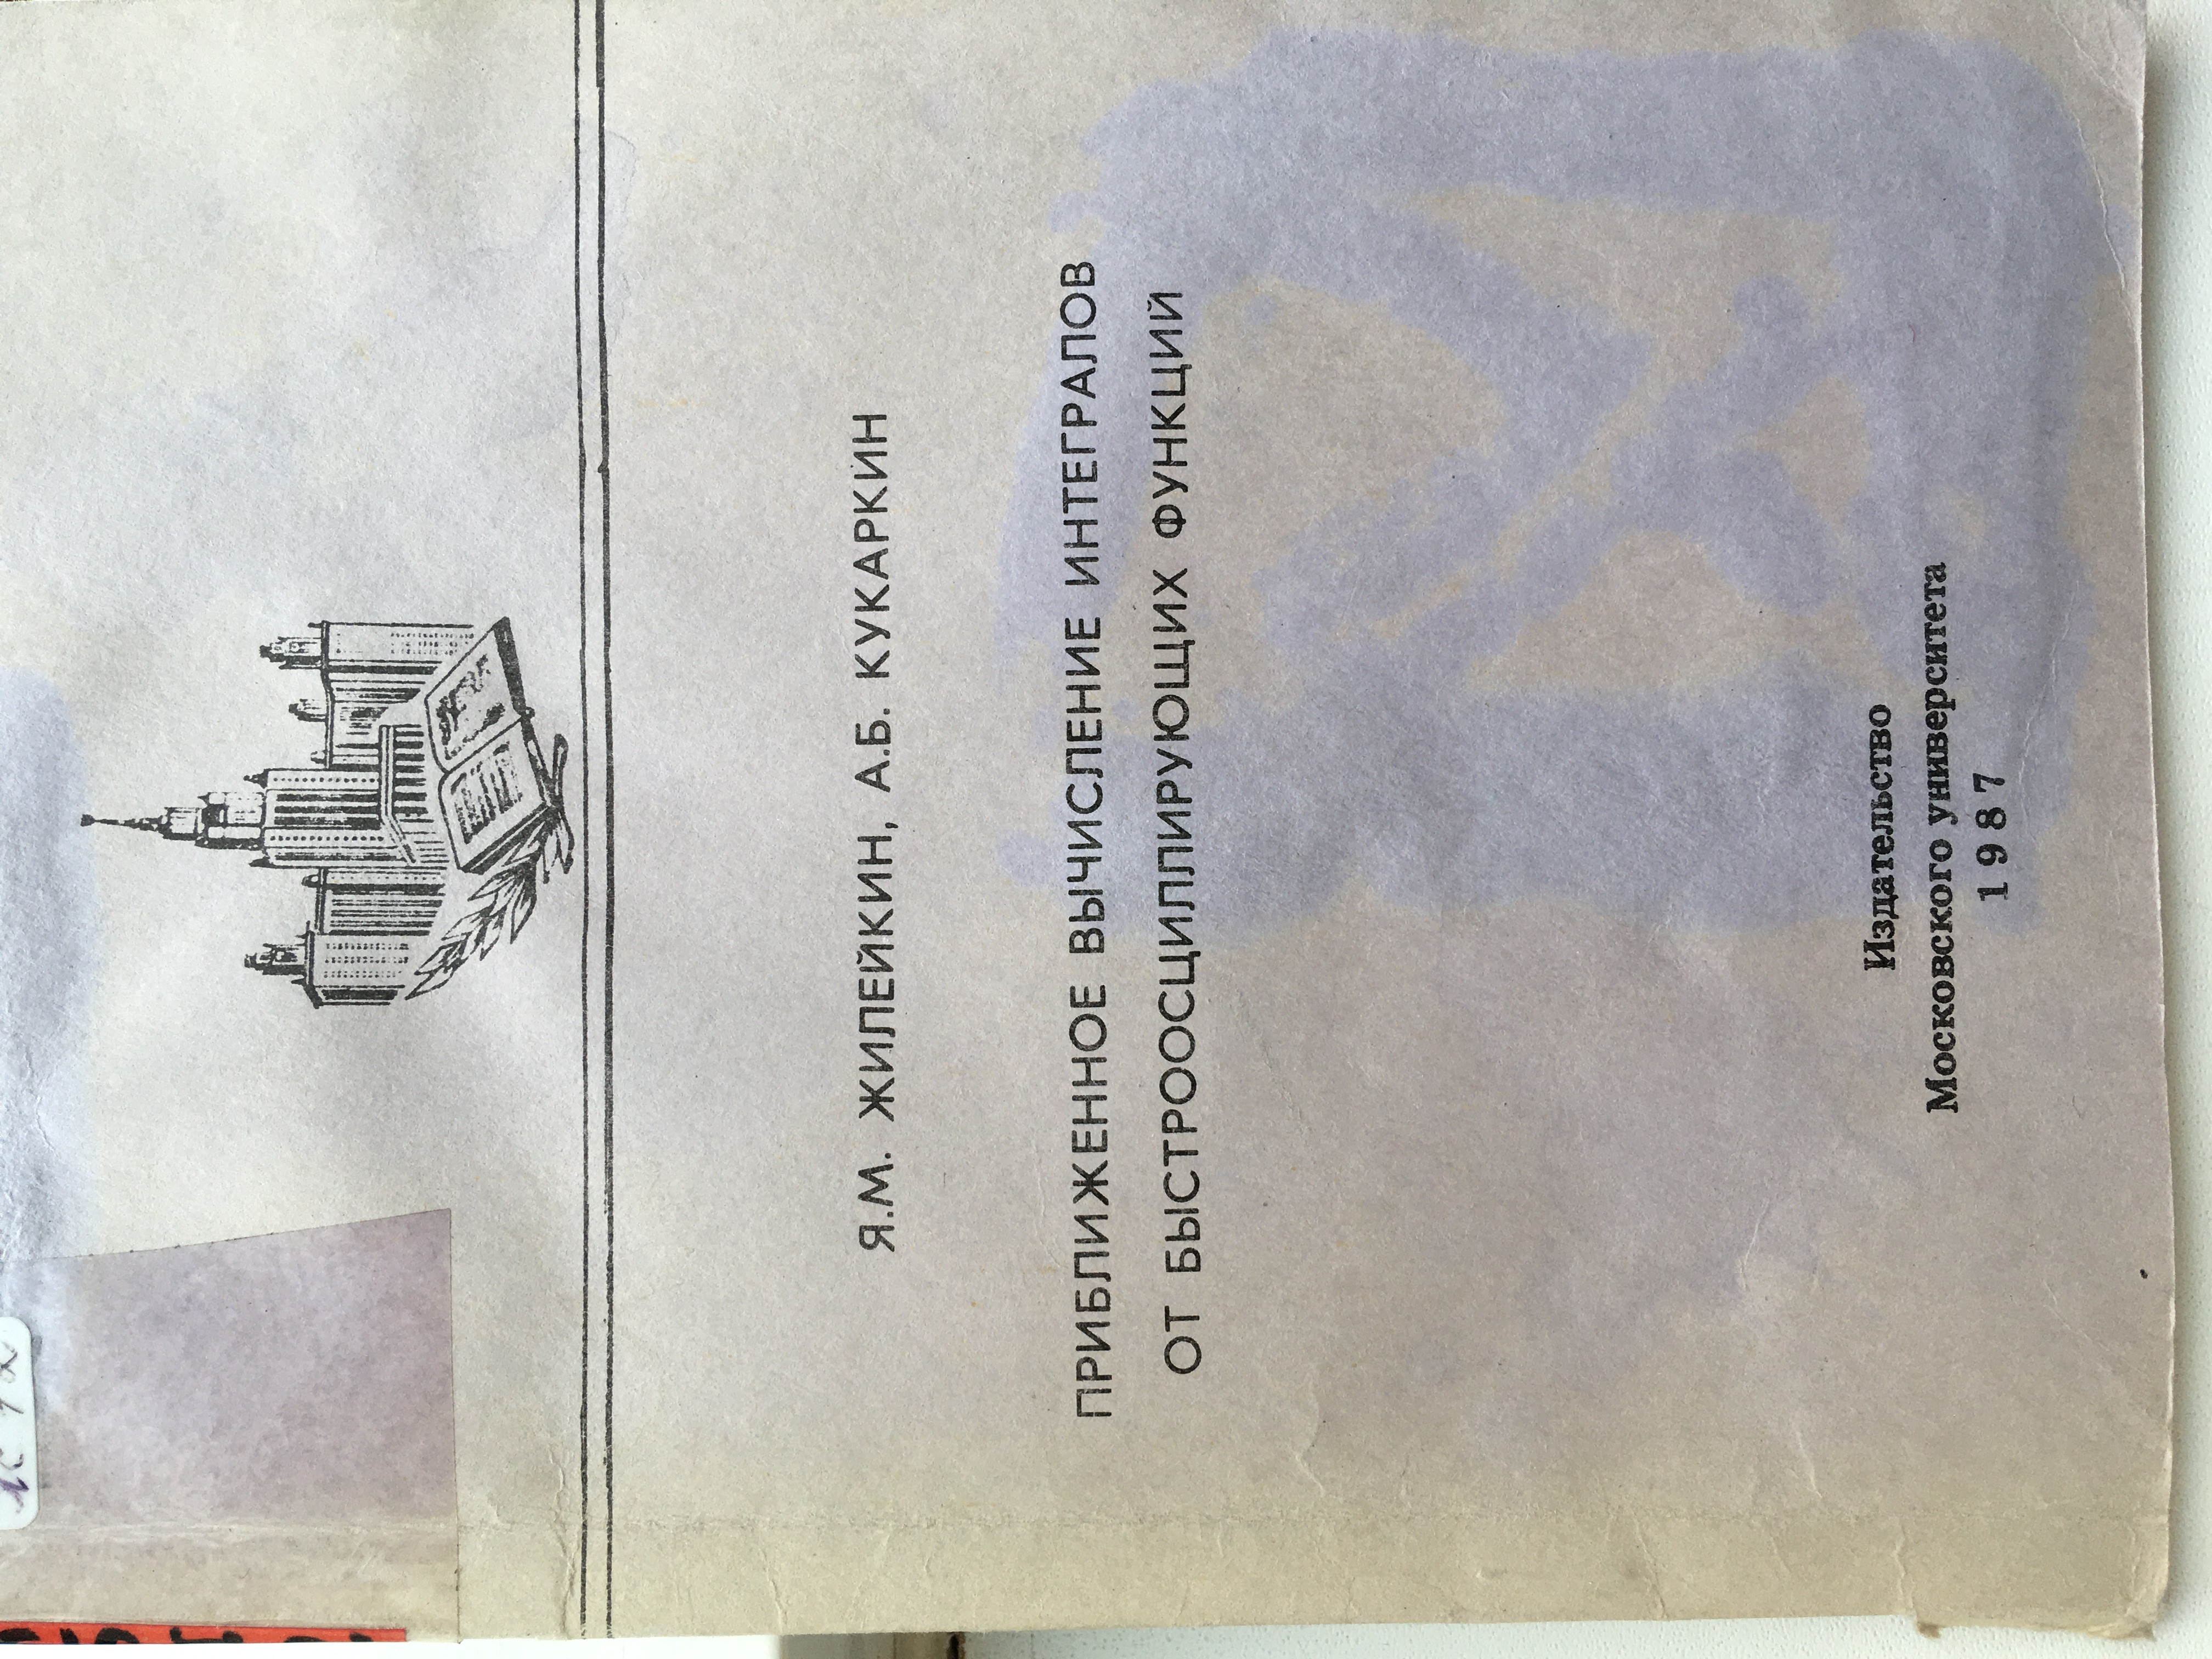 Я.М. ЖИЛЕЙКИН, А.Б. КУКАРКИН
ПРИБЛИЖЕННОЕ ВЫЧИСЛЕНИЕ ИНТЕГРАЛОВ
ОТ БЫСТРООСЦИЛЛИРУЮЩИХ ФУНКЦИЙ
Издательство
Московского университета
1987